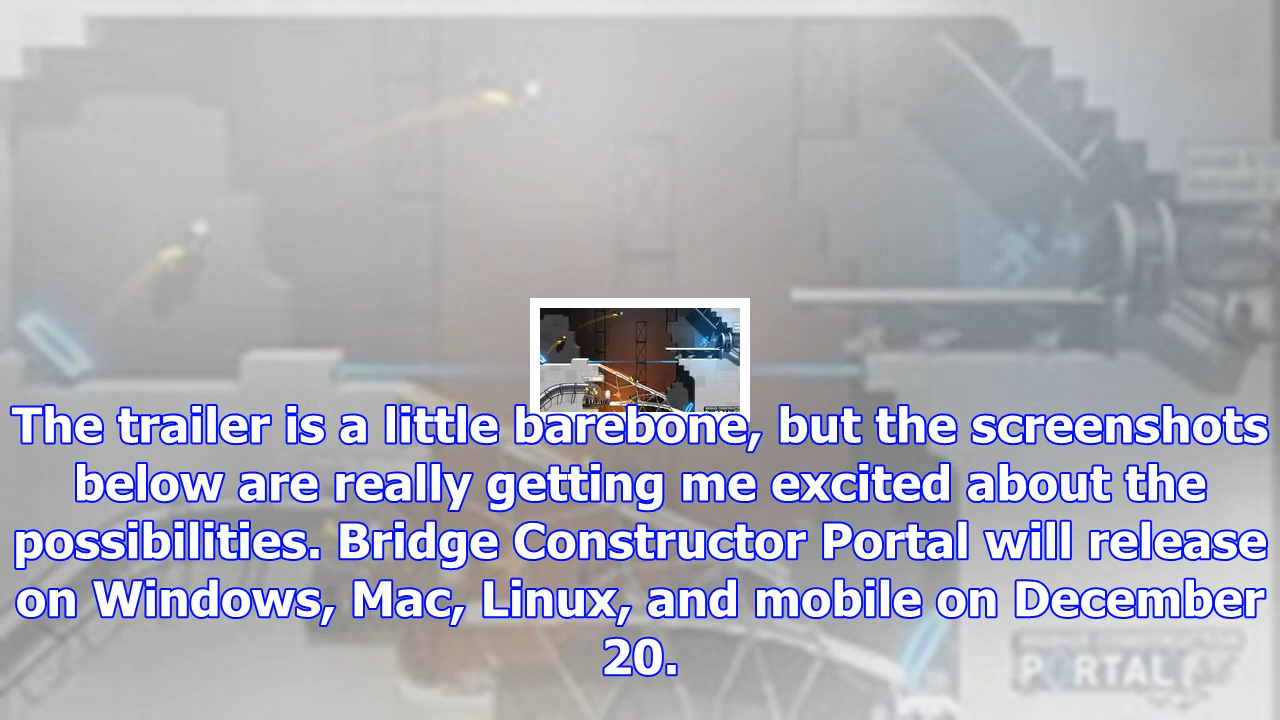 The trailer is a little barebone, but the screenshots
below are really getting me excited about the
possibilities. Bridge Constructor Portal will release
on Windows, Mac, Linux, and mobile on December
20.
PORTAL